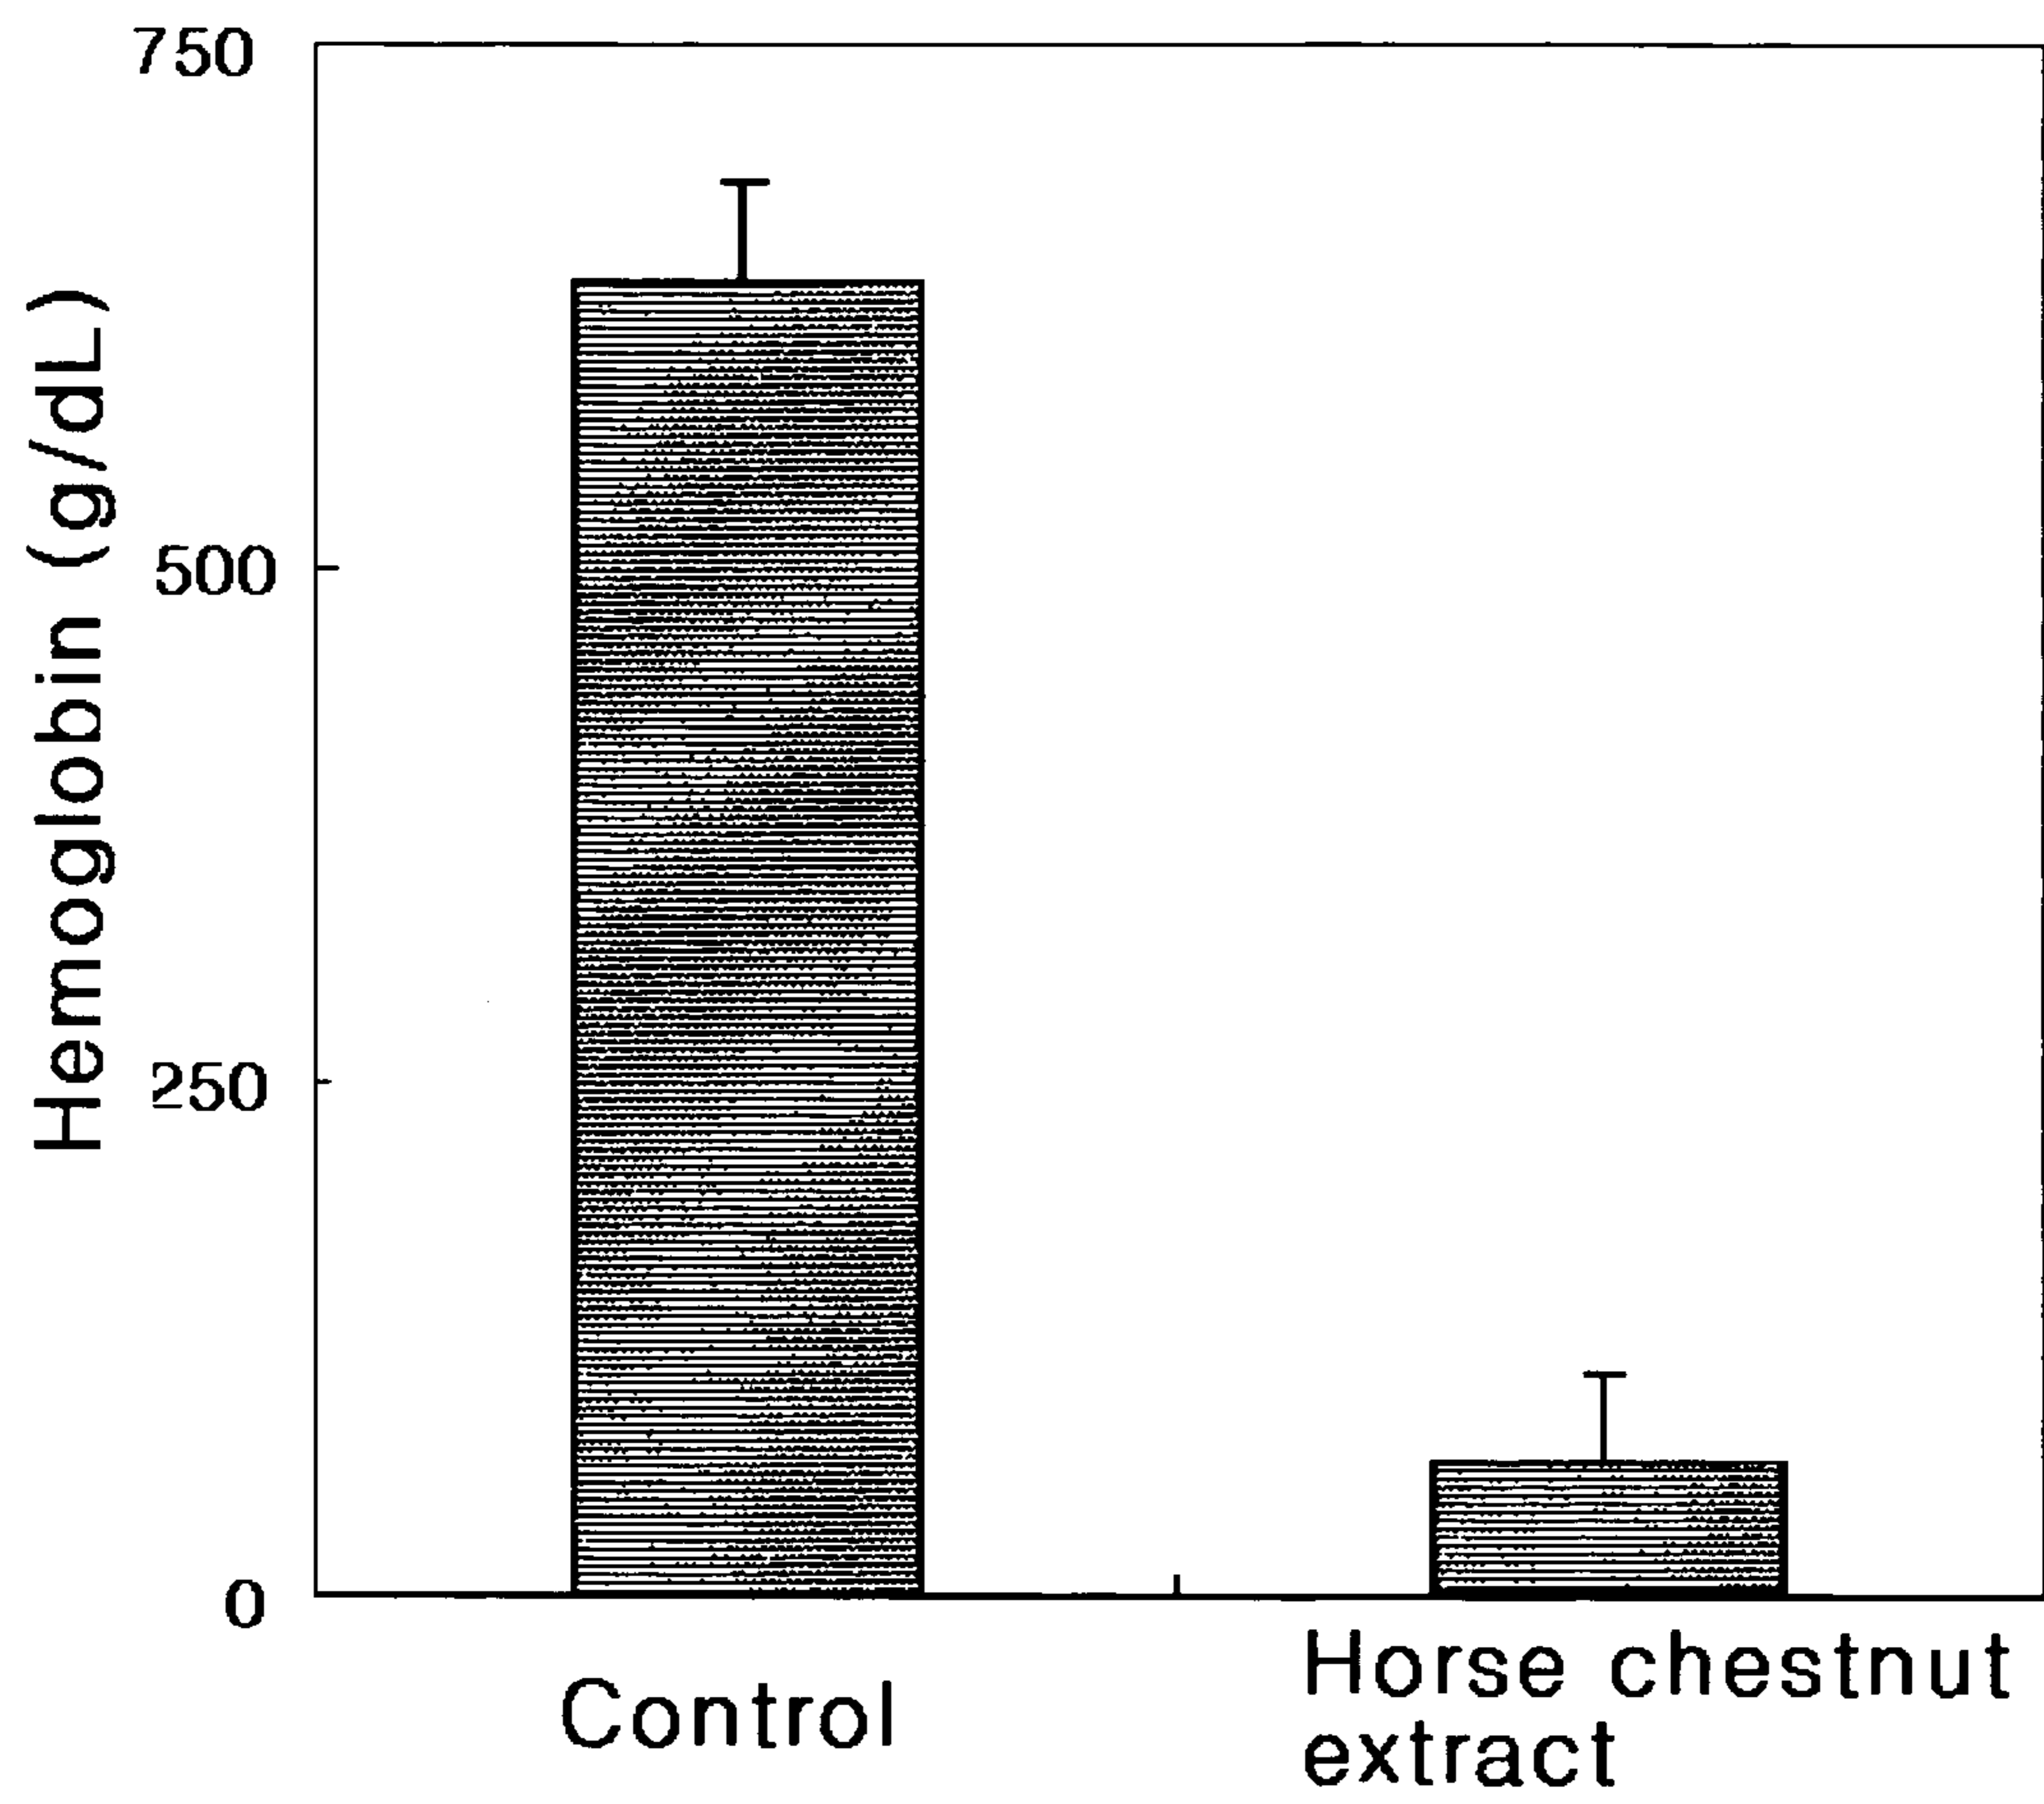 750
500
250
0
Hemoglobin (g/dL)
Control
Horse chestnut
extract